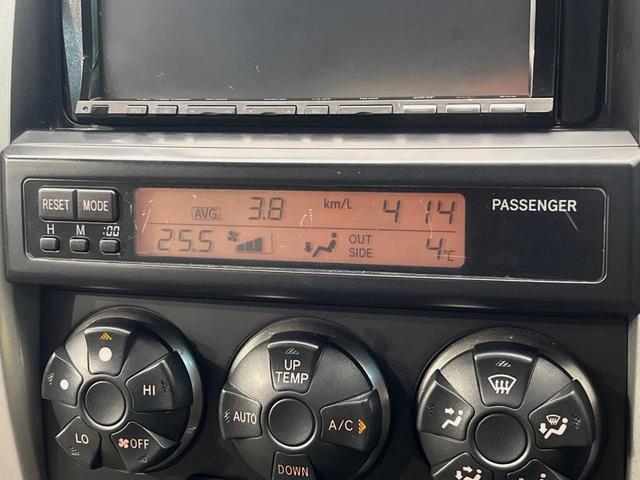 RESET MODE
H M :00
AVG 3.8 km/L 4 14
25.5 OUT SIDE 4°C
PASSENGER
HI
LO
OFF
UP TEMP
AUTO
A/C
DOWN